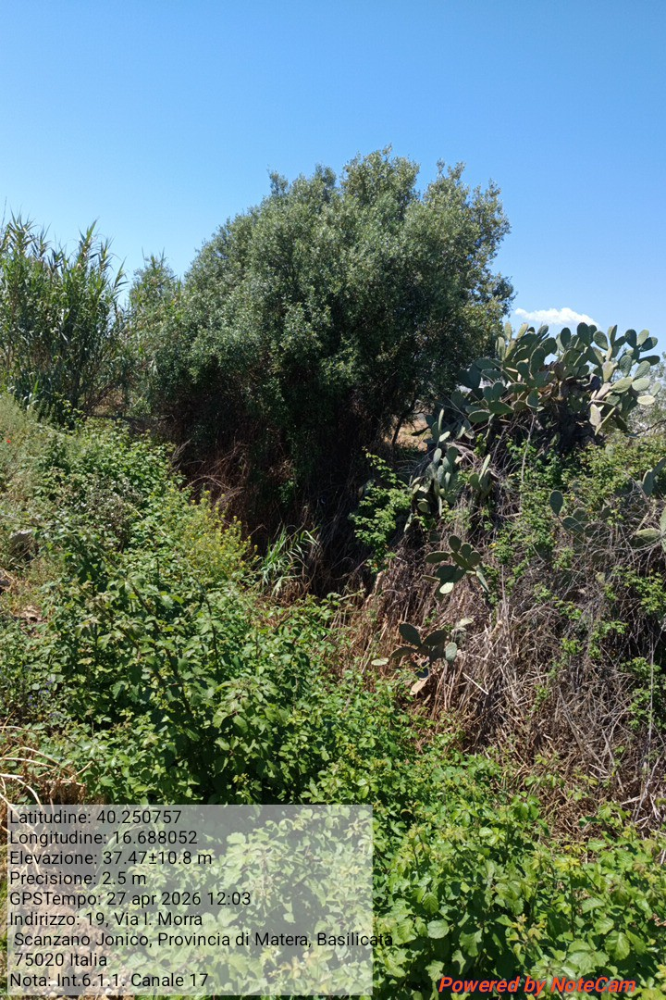 Latitudine: 40.250757
Longitudine: 16.688052
Elevazione: 37.47±10.8 m
Precisione: 2.5 m
GPSTempo: 27 apr 2026 12:03
Indirizzo: 19, Via I. Morra
Scanzano Jonico, Provincia di Matera, Basilicata
75020 Italia
Nota: Int.6.1.1. Canale 17
Powered by NoteCam